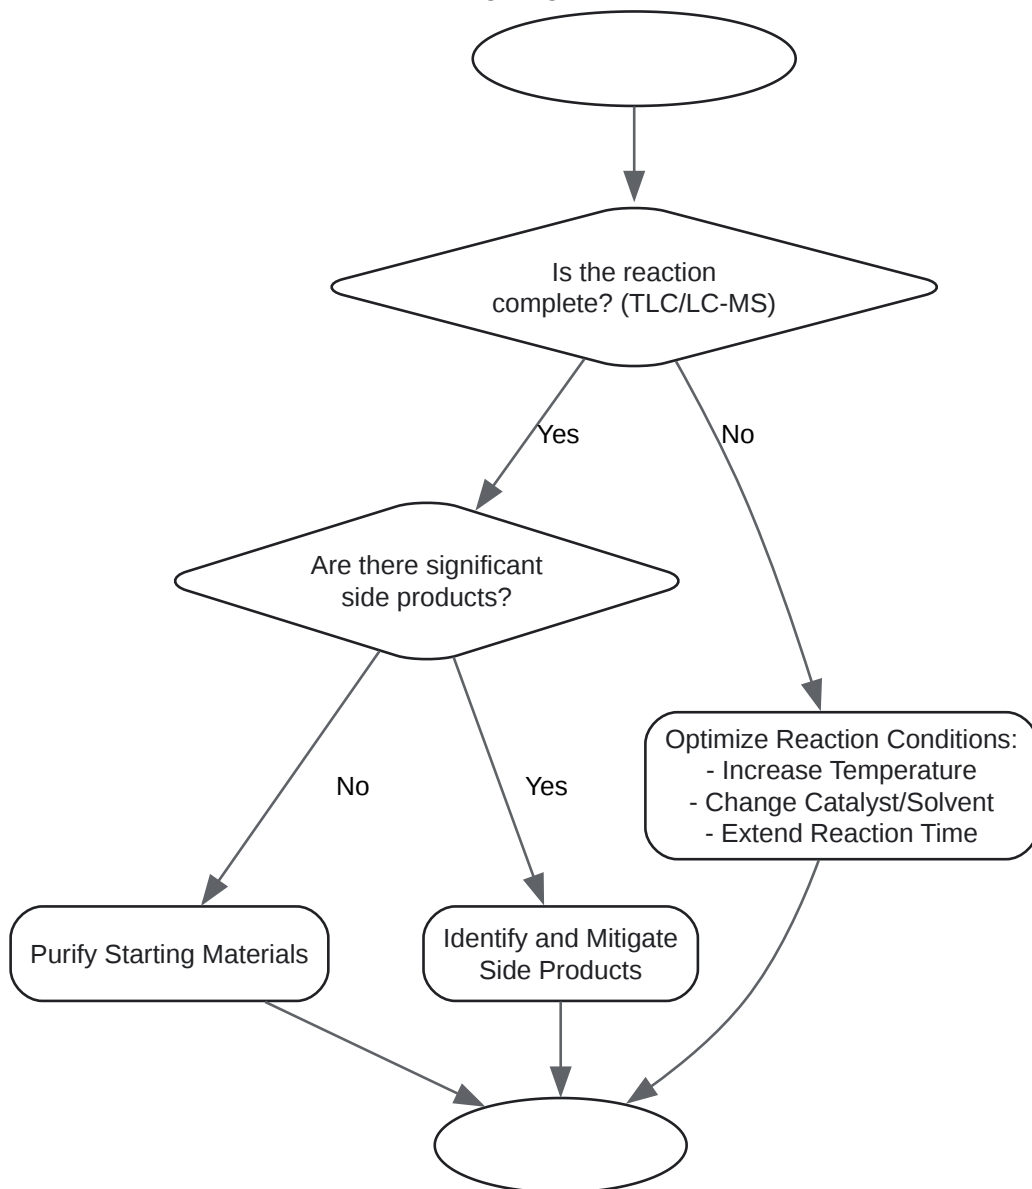 Is the reaction
complete? (TLC/LC-MS)
Yes
No
Are there significant
side products?
Optimize Reaction Conditions:
- Increase Temperature
- Change Catalyst/Solvent
- Extend Reaction Time
No
Yes
Purify Starting Materials
Identify and Mitigate
Side Products